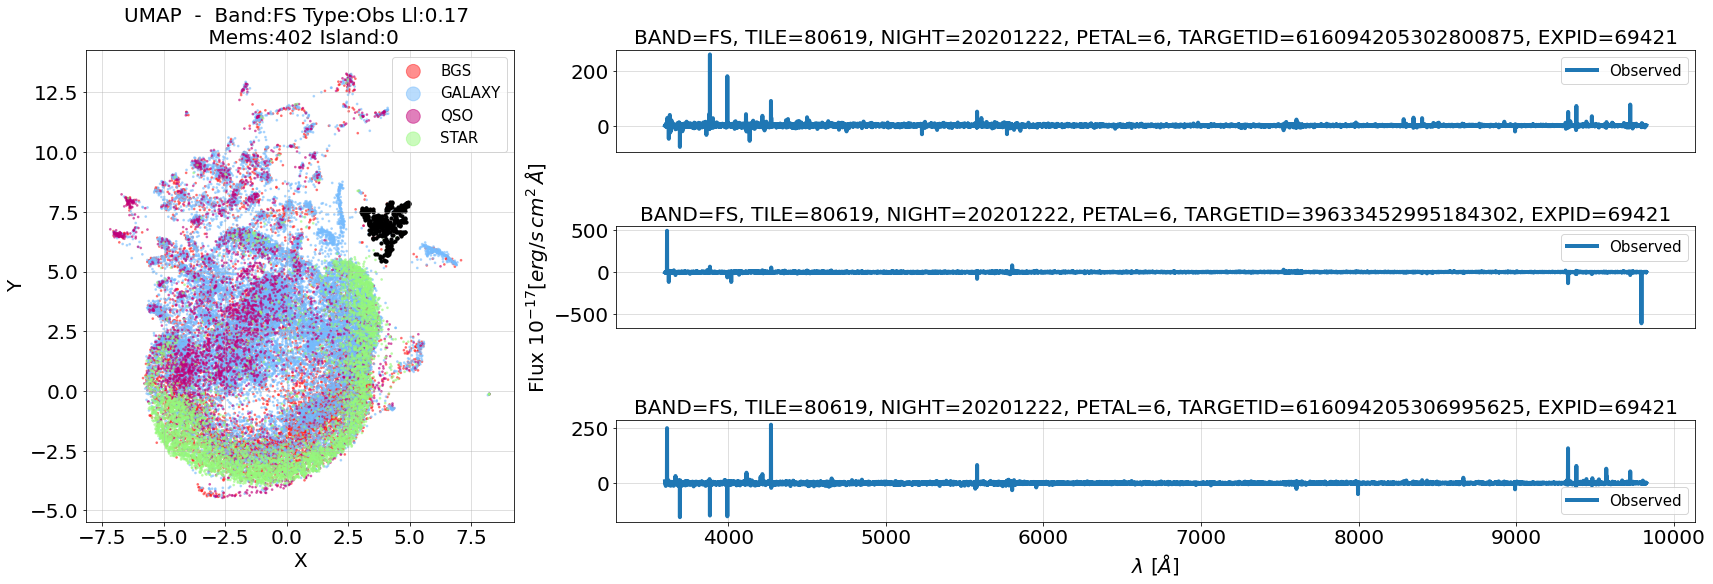 UMAP  -  Band:FS Type:Obs Ll:0.17
Mems:402 Island:0
BGS
GALAXY
QSO
STAR
12.5
10.0
7.5
5.0
2.5
0.0
−2.5
−5.0
Y
−7.5 −5.0 −2.5 0.0 2.5 5.0 7.5
X
Flux 10⁻¹⁷[erg/s cm² Å]
BAND=FS, TILE=80619, NIGHT=20201222, PETAL=6, TARGETID=616094205302800875, EXPID=69421
Observed
200
0
BAND=FS, TILE=80619, NIGHT=20201222, PETAL=6, TARGETID=39633452995184302, EXPID=69421
Observed
500
0
−500
BAND=FS, TILE=80619, NIGHT=20201222, PETAL=6, TARGETID=616094205306995625, EXPID=69421
250
0
Observed
4000 5000 6000 7000 8000 9000 10000
λ [Å]